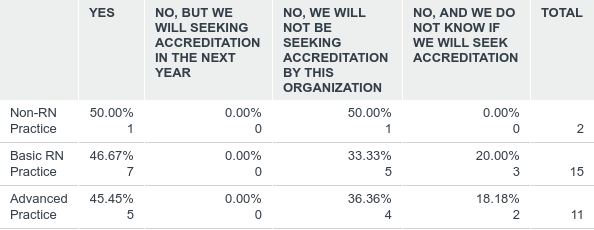 YES NO, BUT WE NO, WE WILL NO, AND WE DO TOTAL
WILL SEEKING NOT BE NOT KNOW IF
ACCREDITATION SEEKING WE WILL SEEK
IN THE NEXT ACCREDITATION ACCREDITATION
YEAR BY THIS
ORGANIZATION
Non-RN 50.00% 0.00% 50.00% 0.00%
Practice 1 0 1 0 2
Basic RN 46.67% 0.00% 33.33% 20.00%
Practice 7 0 5 3 15
Advanced 45.45% 0.00% 36.36% 18.18%
Practice 5 0 4 2 11